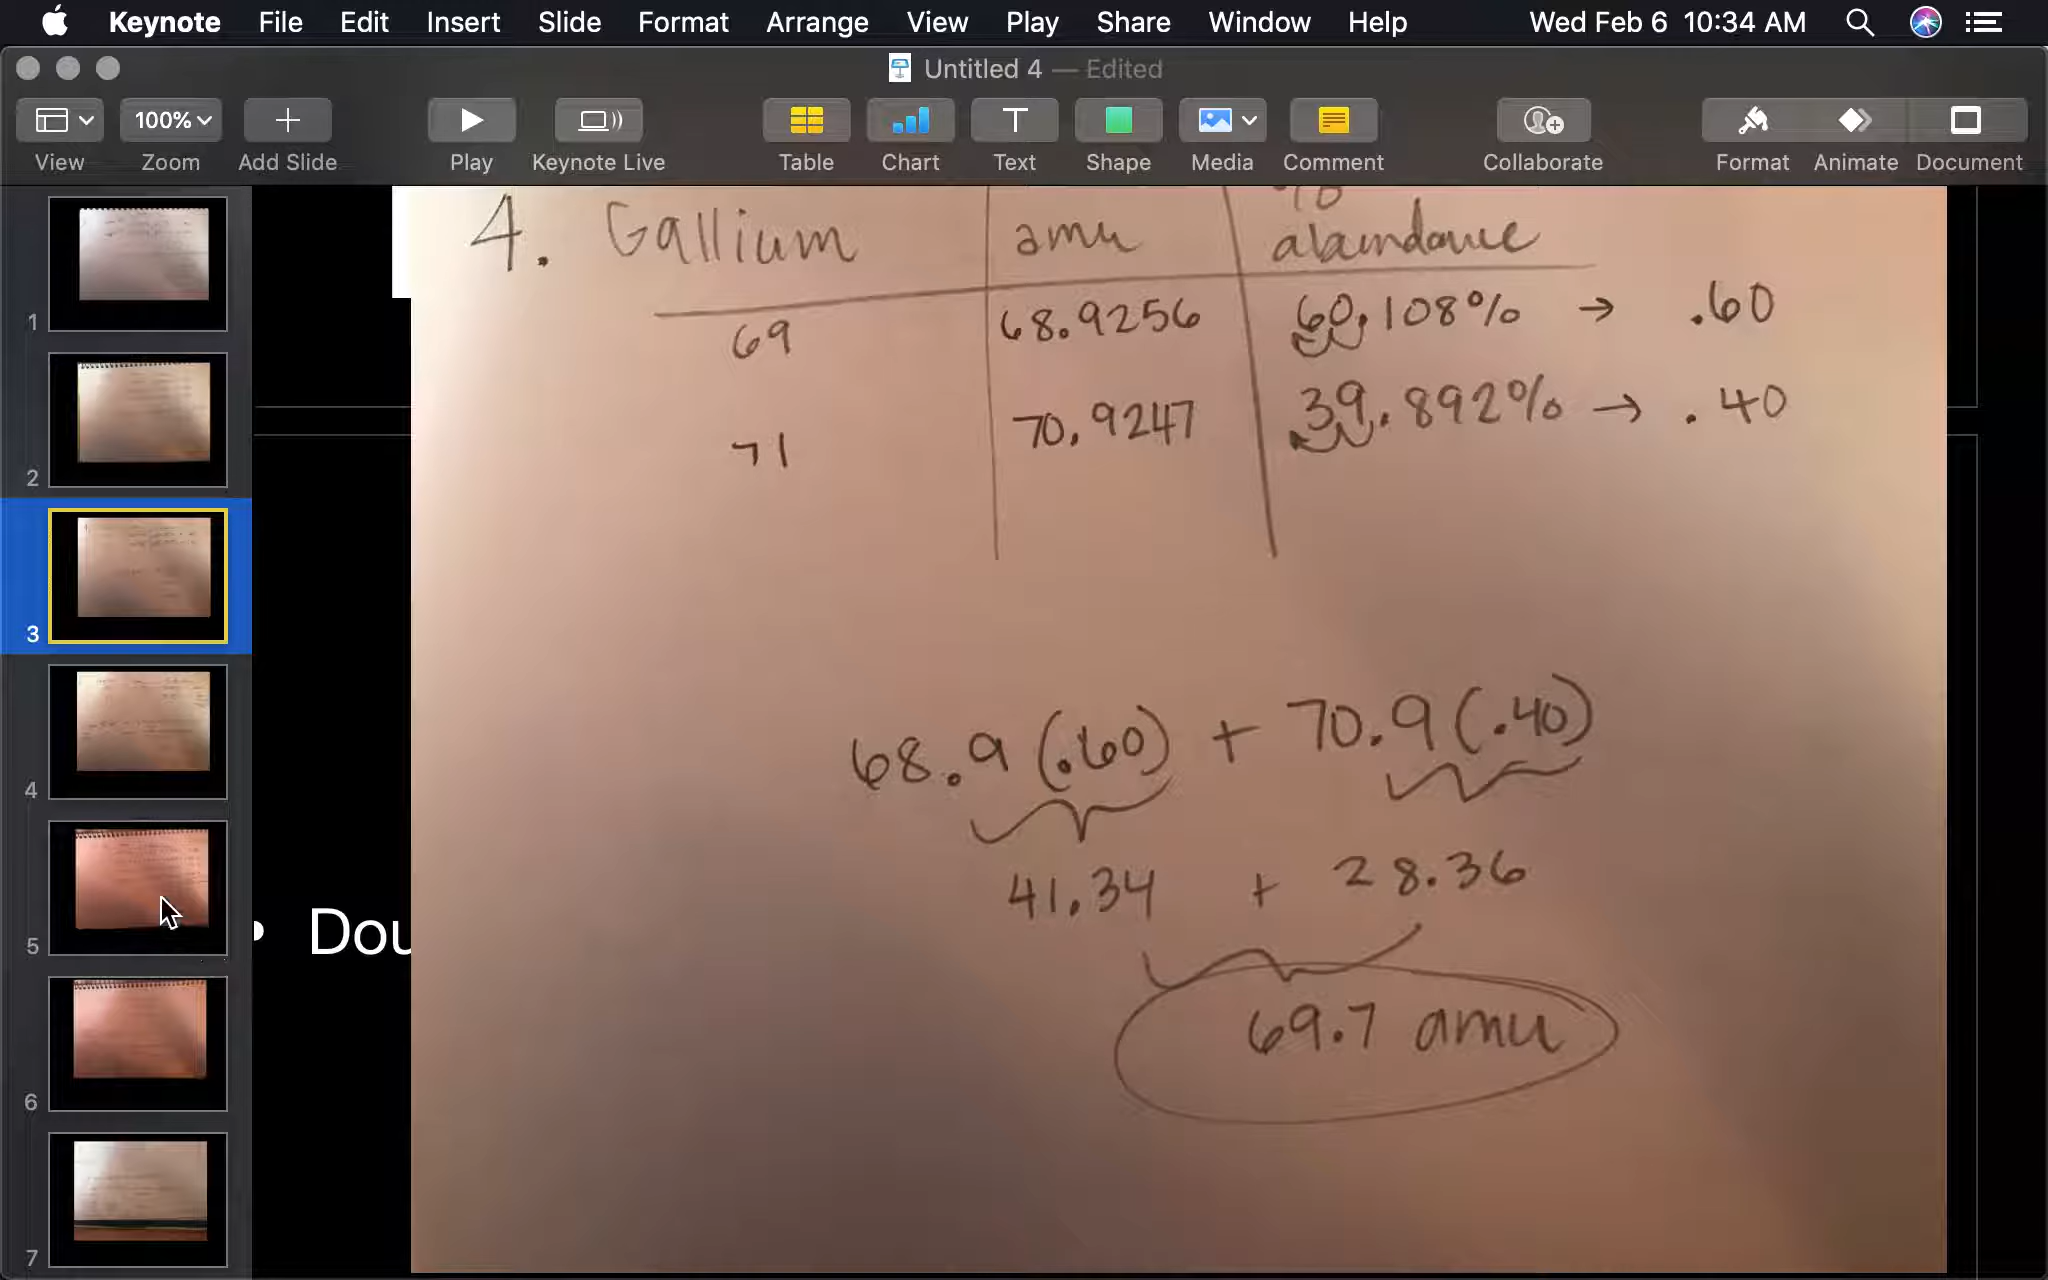 Keynote File Edit Insert Slide Format Arrange View Play Share Window Help Wed Feb 6 10:34 AM
Untitled 4 — Edited
100%
View Zoom Add Slide Play Keynote Live Table Chart Text Shape Media Comment Collaborate Format Animate Document
4. Gallium amu abundance
69 68.9256 60.108% → .60
71 70.9247 39.892% → .40
68.9 (.60) + 70.9 (.40)
41.34 + 28.36
69.7 amu
• Dou
1
2
3
4
5
6
7